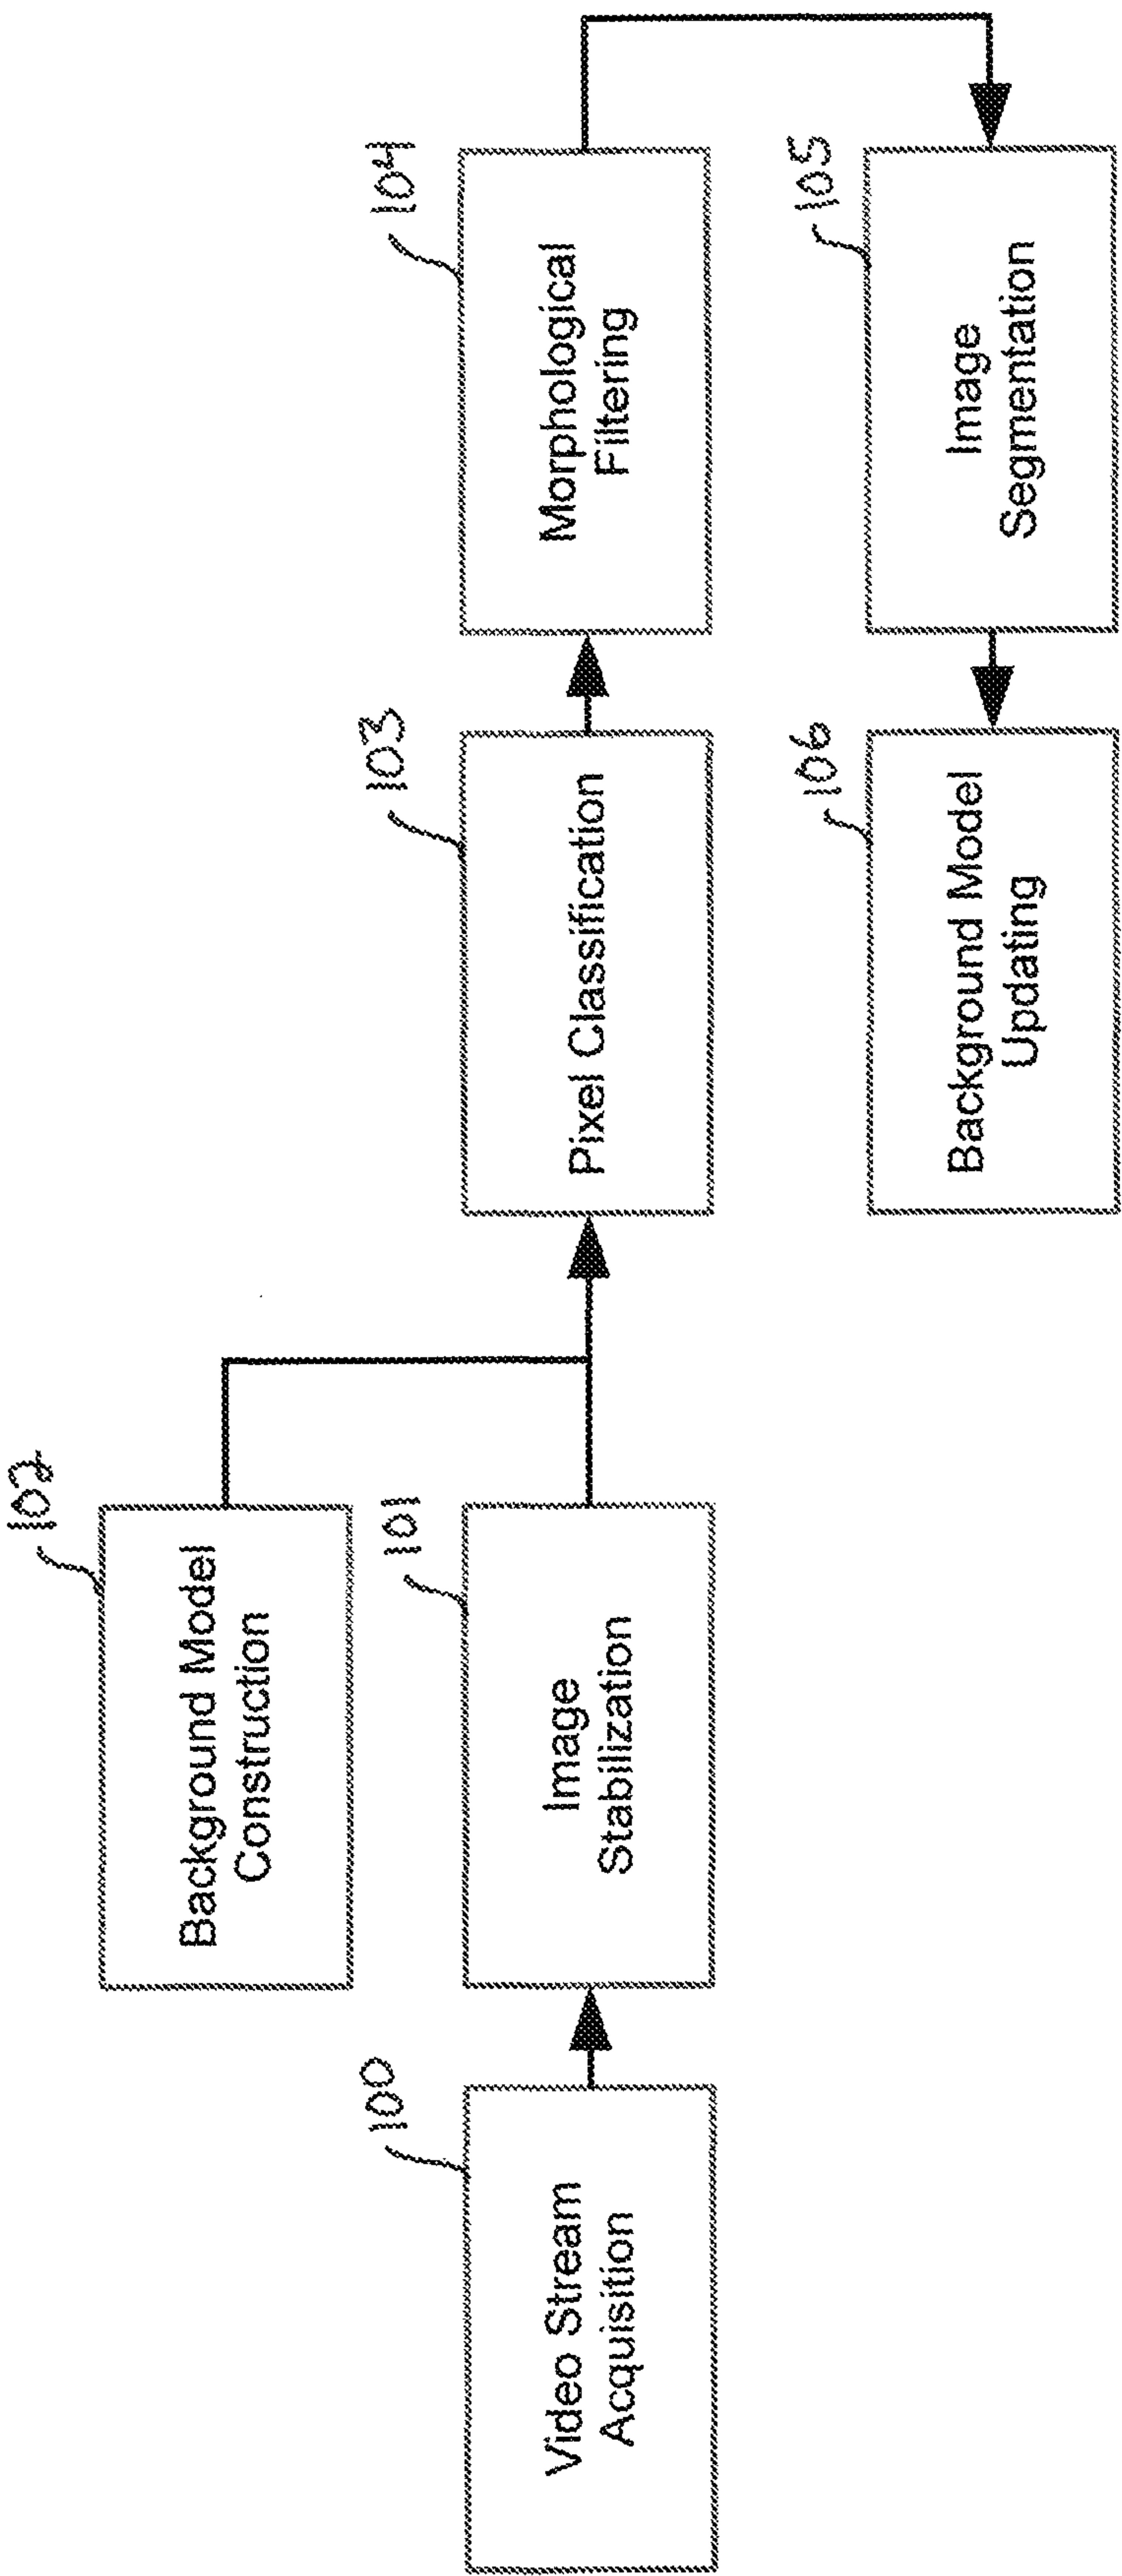 102
Background Model
Construction
100
Video Stream
Acquisition
101
Image
Stabilization
103
Pixel Classification
104
Morphological
Filtering
105
Image
Segmentation
106
Background Model
Updating